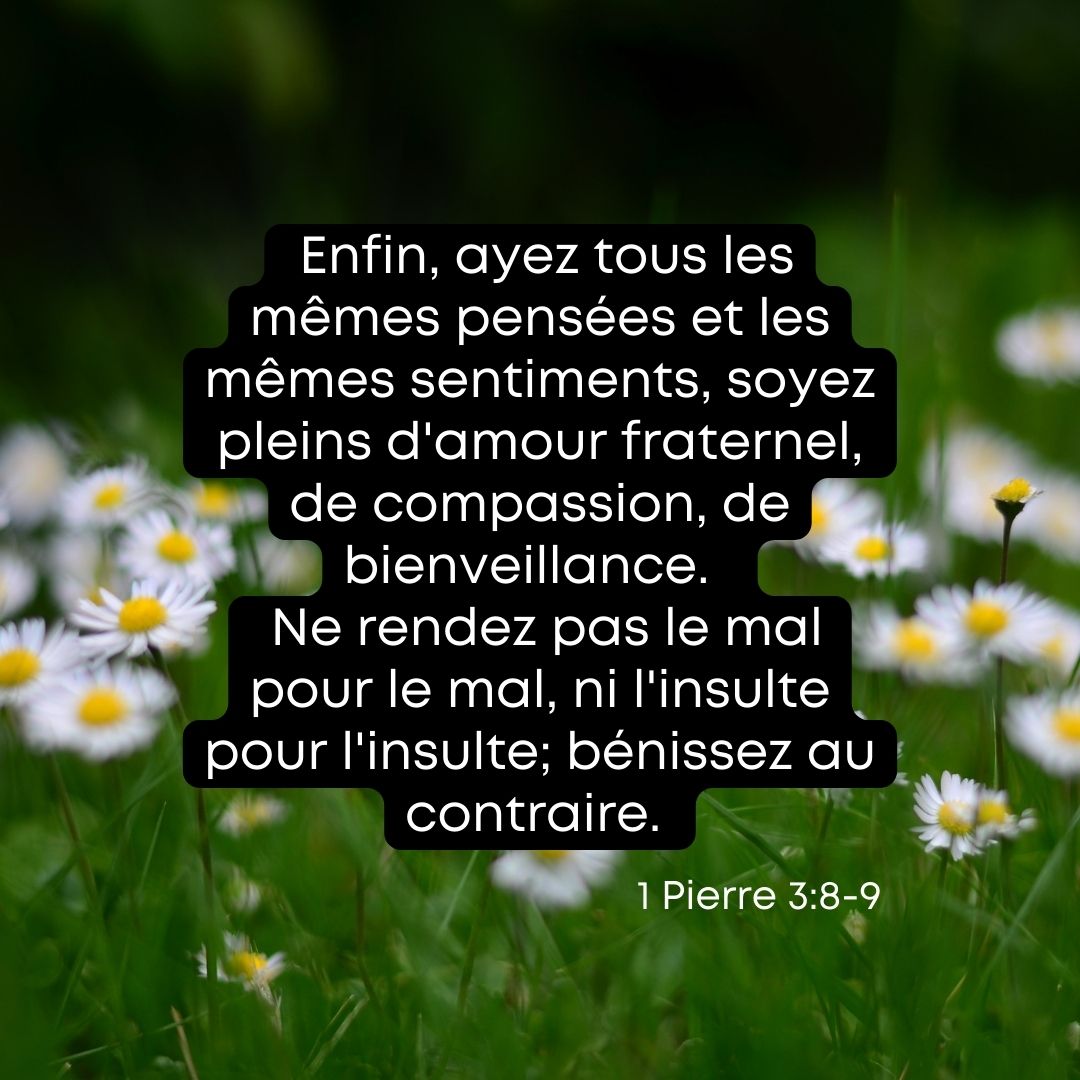 Enfin, ayez tous les
mêmes pensées et les
mêmes sentiments, soyez
pleins d'amour fraternel,
de compassion, de
bienveillance.
Ne rendez pas le mal
pour le mal, ni l'insulte
pour l'insulte; bénissez au
contraire.
1 Pierre 3:8-9